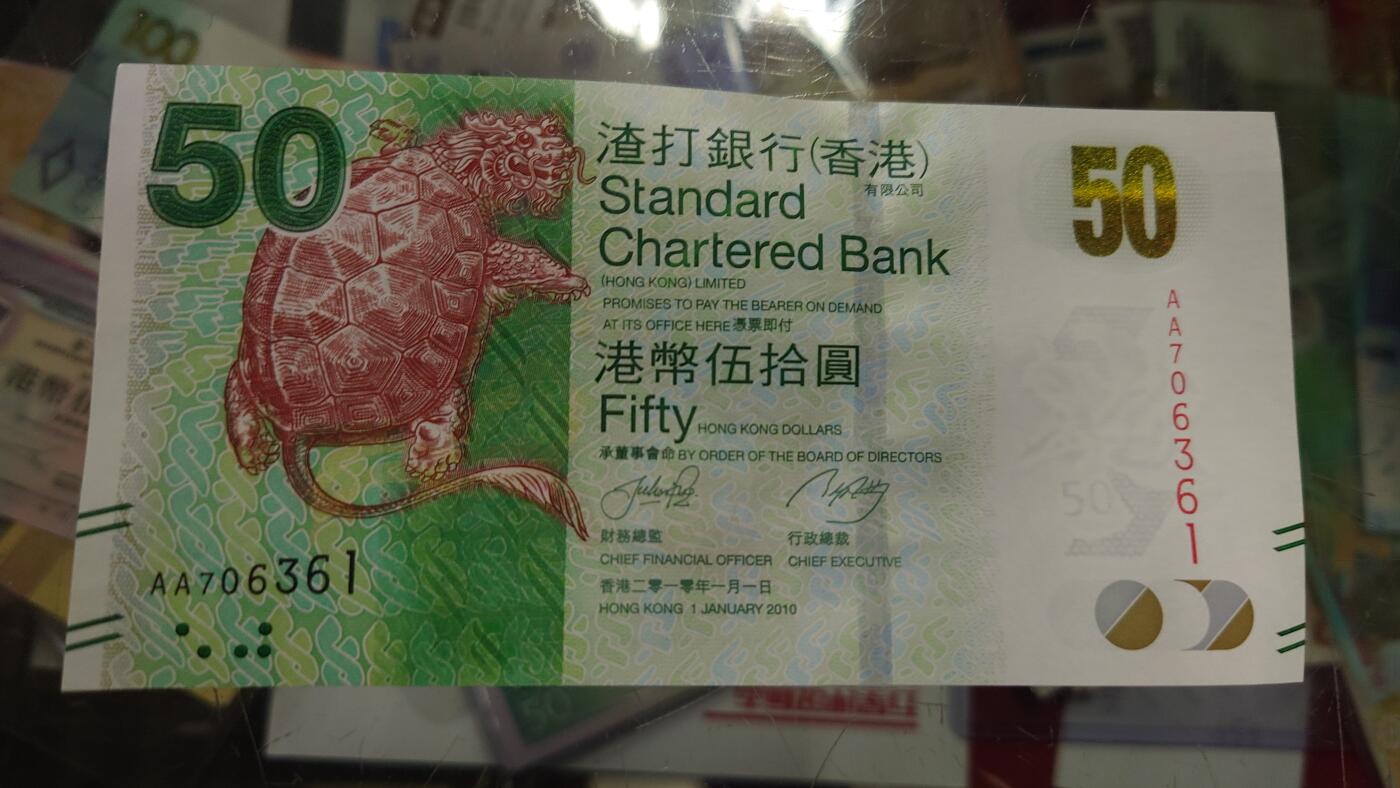 100
50
渣打銀行(香港)
有限公司
Standard
Chartered Bank
(HONG KONG) LIMITED
PROMISES TO PAY THE BEARER ON DEMAND
AT ITS OFFICE HERE 憑票即付
港幣伍拾圓
Fifty HONG KONG DOLLARS
承董事會命 BY ORDER OF THE BOARD OF DIRECTORS
財務總監 行政總裁
CHIEF FINANCIAL OFFICER CHIEF EXECUTIVE
香港二零一零年一月一日
HONG KONG 1 JANUARY 2010
AA706361
50
AA706361
50
港幣